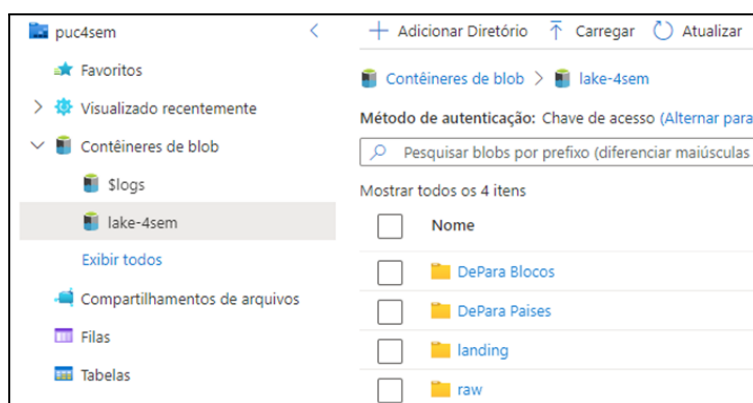 puc4sem
Favoritos
Visualizado recentemente
Contêineres de blob
$logs
lake-4sem
Exibir todos
Compartilhamentos de arquivos
Filas
Tabelas
Adicionar Diretório Carregar Atualizar
Contêineres de blob > lake-4sem
Método de autenticação: Chave de acesso (Alternar para
Pesquisar blobs por prefixo (diferenciar maiúsculas
Mostrar todos os 4 itens
Nome
DePara Blocos
DePara Paises
landing
raw